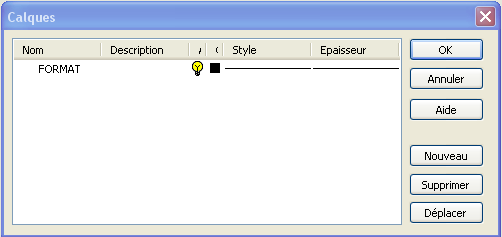 Calques
Nom Description Style Epaisseur
FORMAT
OK
Annuler
Aide
Nouveau
Supprimer
Déplacer